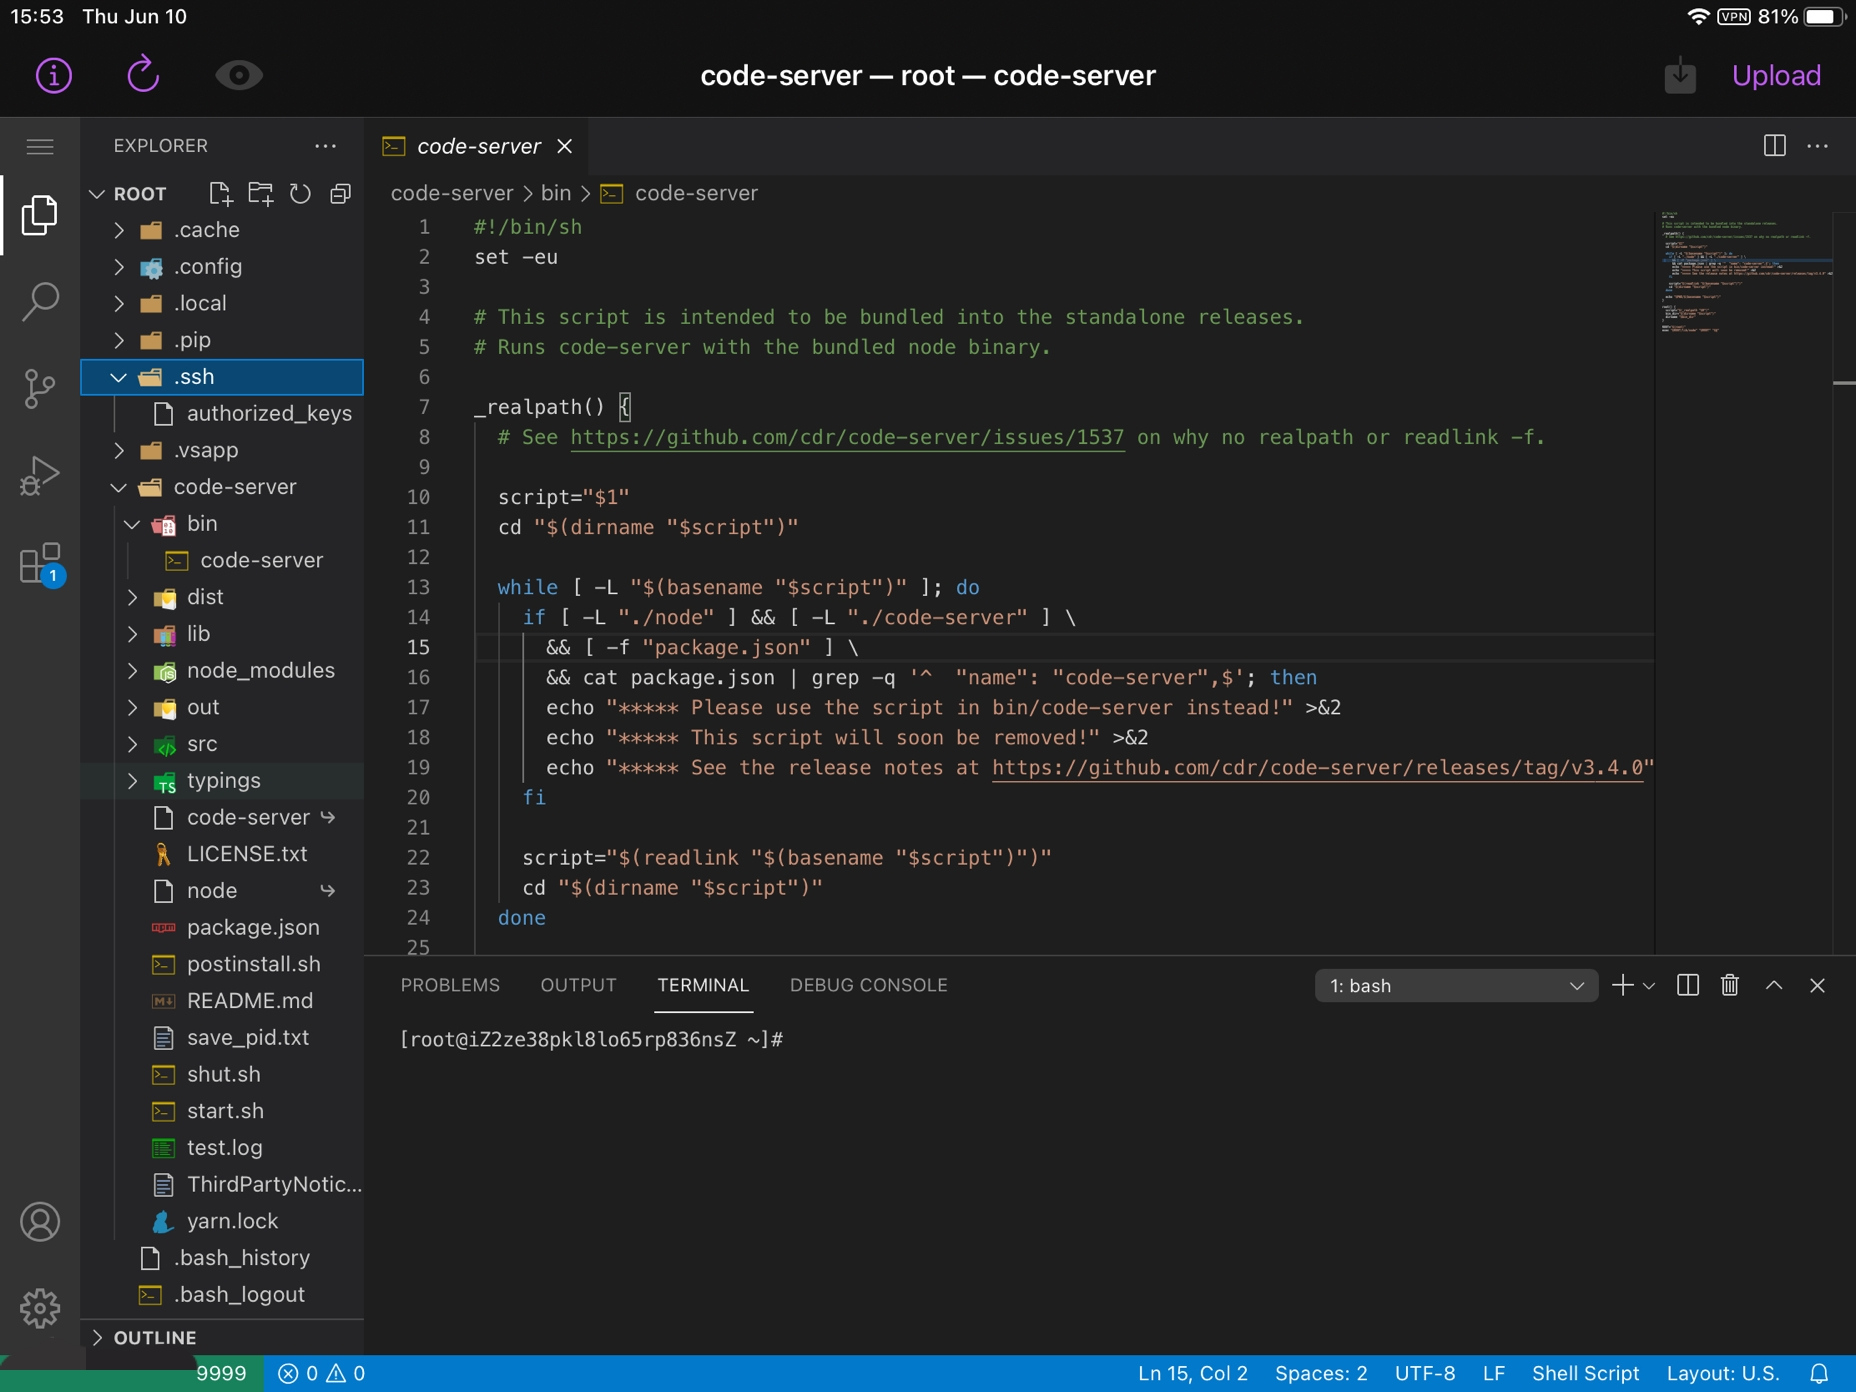 15:53 Thu Jun 10
VPN 81%
code-server — root — code-server
Upload
EXPLORER
ROOT
.cache
.config
.local
.pip
.ssh
authorized_keys
.vsapp
code-server
bin
code-server
dist
lib
node_modules
out
src
typings
code-server
LICENSE.txt
node
package.json
postinstall.sh
README.md
save_pid.txt
shut.sh
start.sh
test.log
ThirdPartyNotic...
yarn.lock
.bash_history
.bash_logout
OUTLINE
1
code-server
code-server > bin > code-server
1 #!/bin/sh
2 set -eu
3
4 # This script is intended to be bundled into the standalone releases.
5 # Runs code-server with the bundled node binary.
6
7 _realpath() {
8 # See https://github.com/cdr/code-server/issues/1537 on why no realpath or readlink -f.
9
10 script="$1"
11 cd "$(dirname "$script")"
12
13 while [ -L "$(basename "$script")" ]; do
14 if [ -L "./node" ] && [ -L "./code-server" ] \
15 && [ -f "package.json" ] \
16 && cat package.json | grep -q '^  "name": "code-server",$'; then
17 echo "***** Please use the script in bin/code-server instead!" >&2
18 echo "***** This script will soon be removed!" >&2
19 echo "***** See the release notes at https://github.com/cdr/code-server/releases/tag/v3.4.0"
20 fi
21
22 script="$(readlink "$(basename "$script")")"
23 cd "$(dirname "$script")"
24 done
25
PROBLEMS OUTPUT TERMINAL DEBUG CONSOLE 1: bash
[root@iZ2ze38pkl8lo65rp836nsZ ~]#
9999 0 0 Ln 15, Col 2 Spaces: 2 UTF-8 LF Shell Script Layout: U.S.